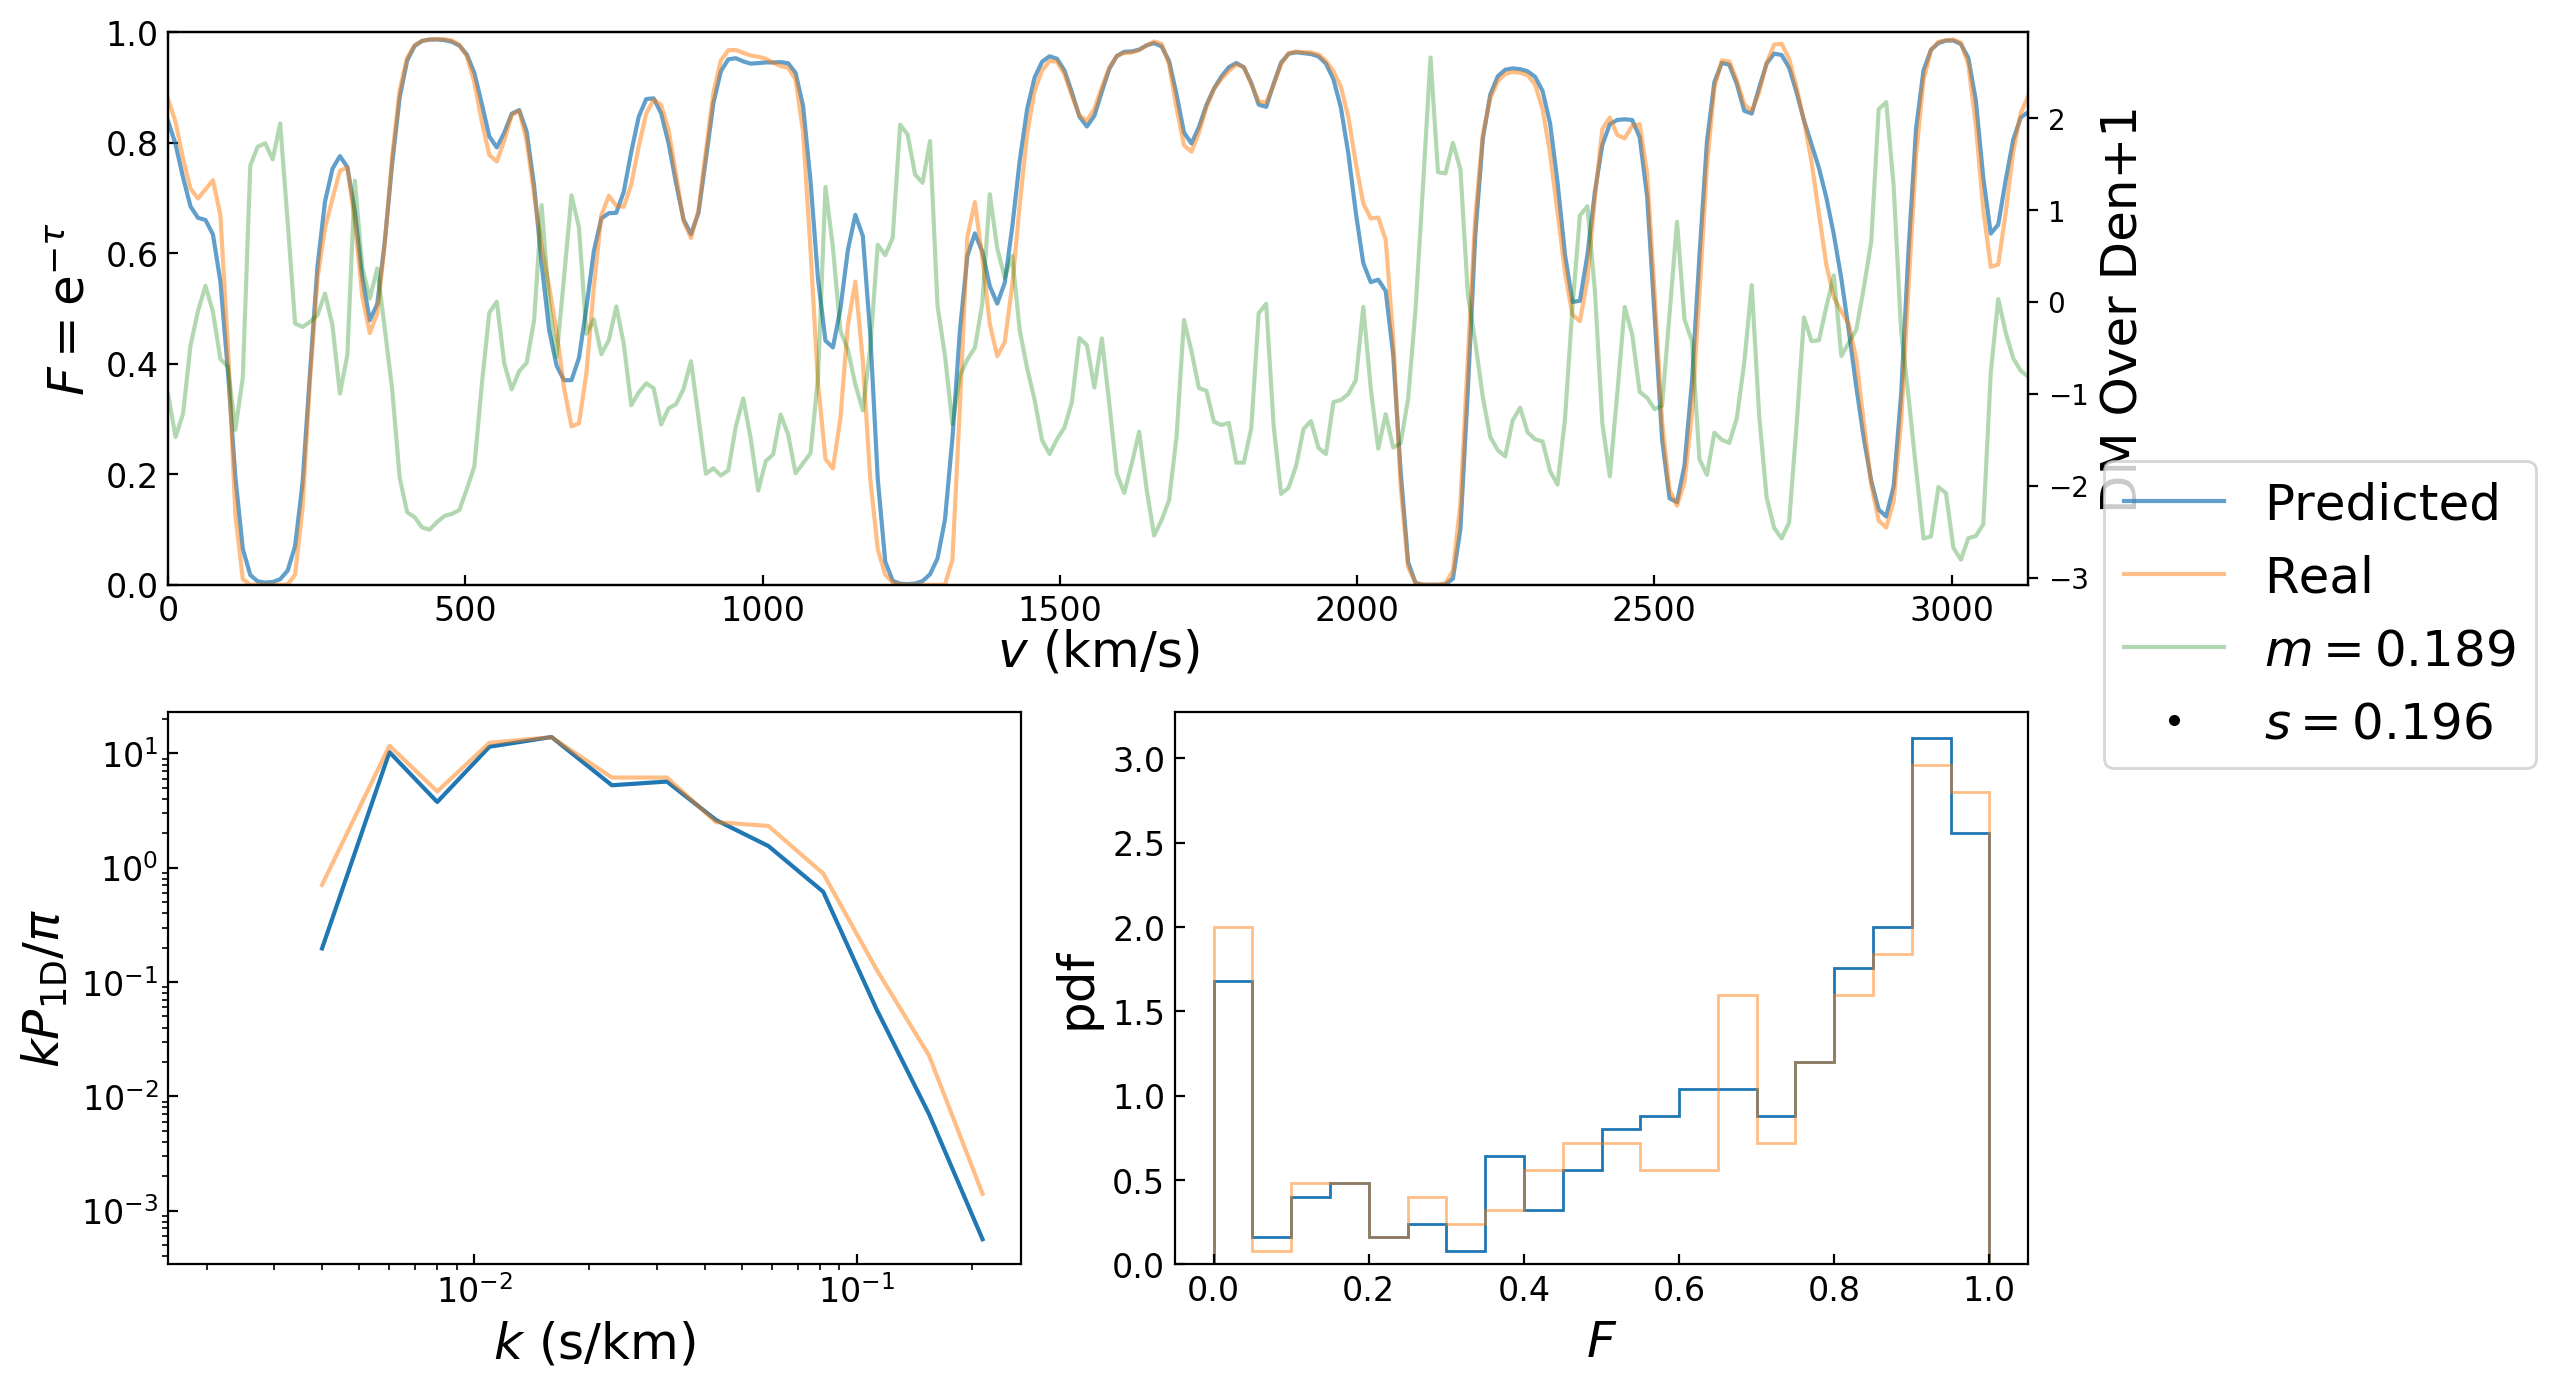 1.0
0.8
0.6
0.4
0.2
0.0
F = e^{-τ}
0 500 1000 1500 2000 2500 3000
v (km/s)
2
1
0
−1
−2
−3
DM Over Den+1
Predicted
Real
m = 0.189
s = 0.196
10^1
10^0
10^{−1}
10^{−2}
10^{−3}
kP_{1D}/π
10^{−2} 10^{−1}
k (s/km)
3.0
2.5
2.0
1.5
1.0
0.5
0.0
pdf
0.0 0.2 0.4 0.6 0.8 1.0
F